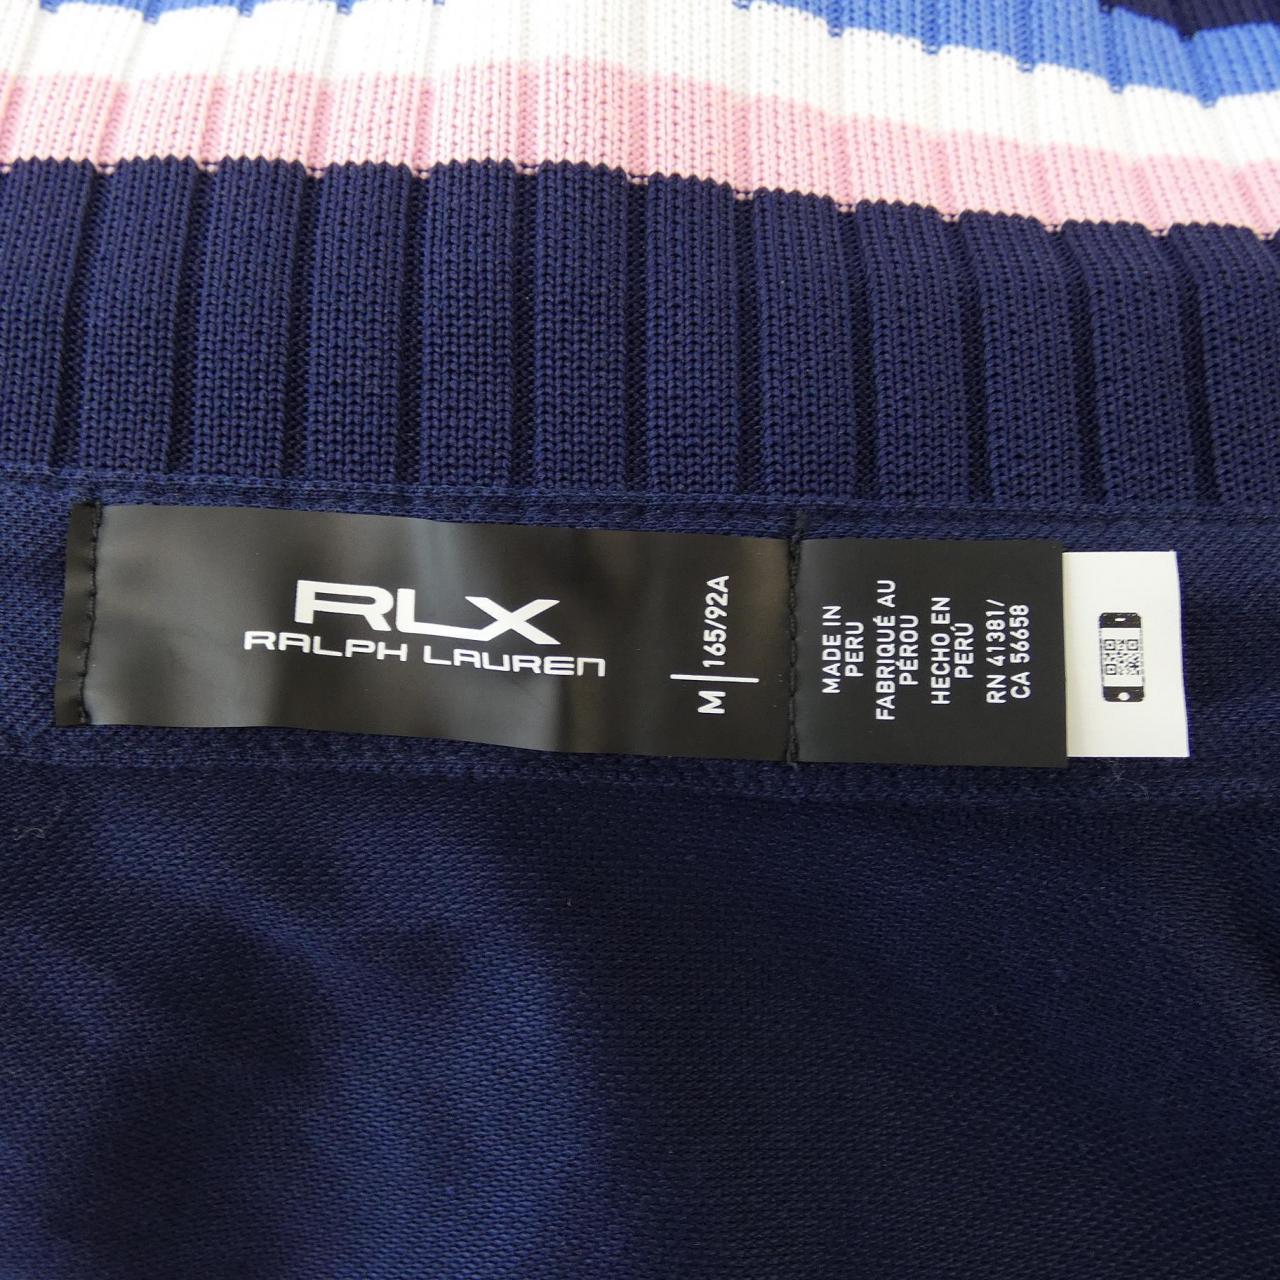 RLX
RALPH LAUREN
M | 165/92A
MADE IN
PERU
FABRIQUÉ AU
PÉROU
HECHO EN
PERÚ
RN 41381/
CA 56658